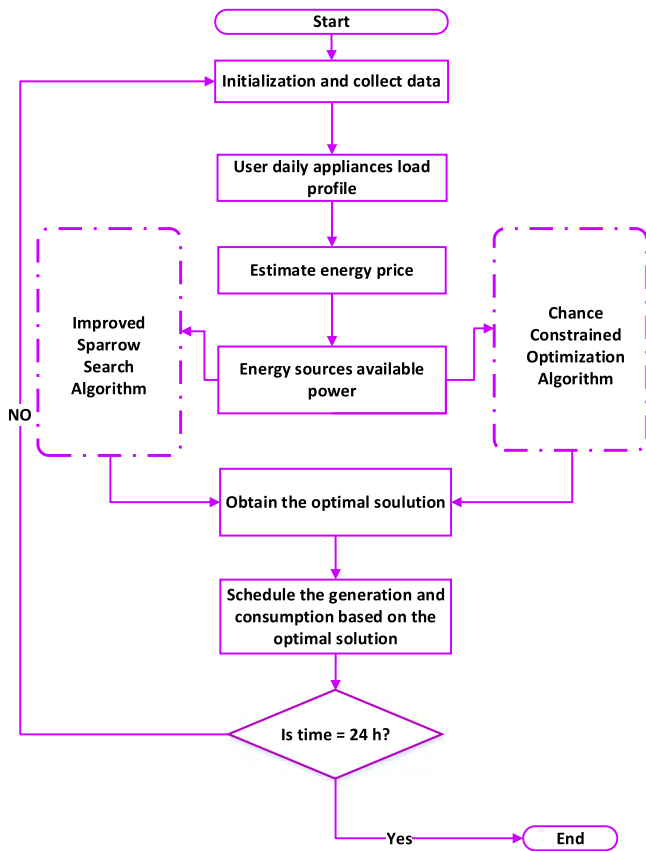 Start
Initialization and collect data
User daily appliances load
profile
Estimate energy price
Improved
Sparrow
Search
Algorithm
Chance
Constrained
Optimization
Algorithm
Energy sources available
power
NO
Obtain the optimal soulution
Schedule the generation and
consumption based on the
optimal solution
Is time = 24 h?
Yes
End